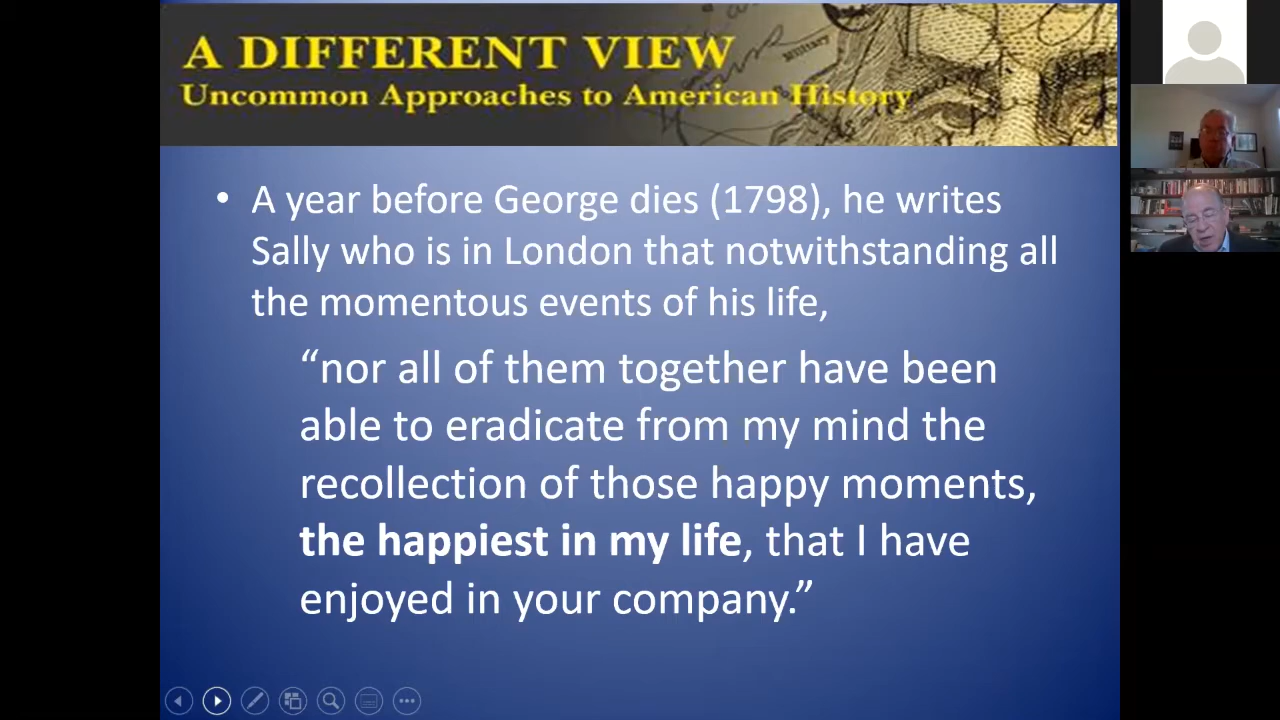 A DIFFERENT VIEW
Military
Uncommon Approaches to American History
• A year before George dies (1798), he writes
Sally who is in London that notwithstanding all
the momentous events of his life,
“nor all of them together have been
able to eradicate from my mind the
recollection of those happy moments,
the happiest in my life, that I have
enjoyed in your company.”